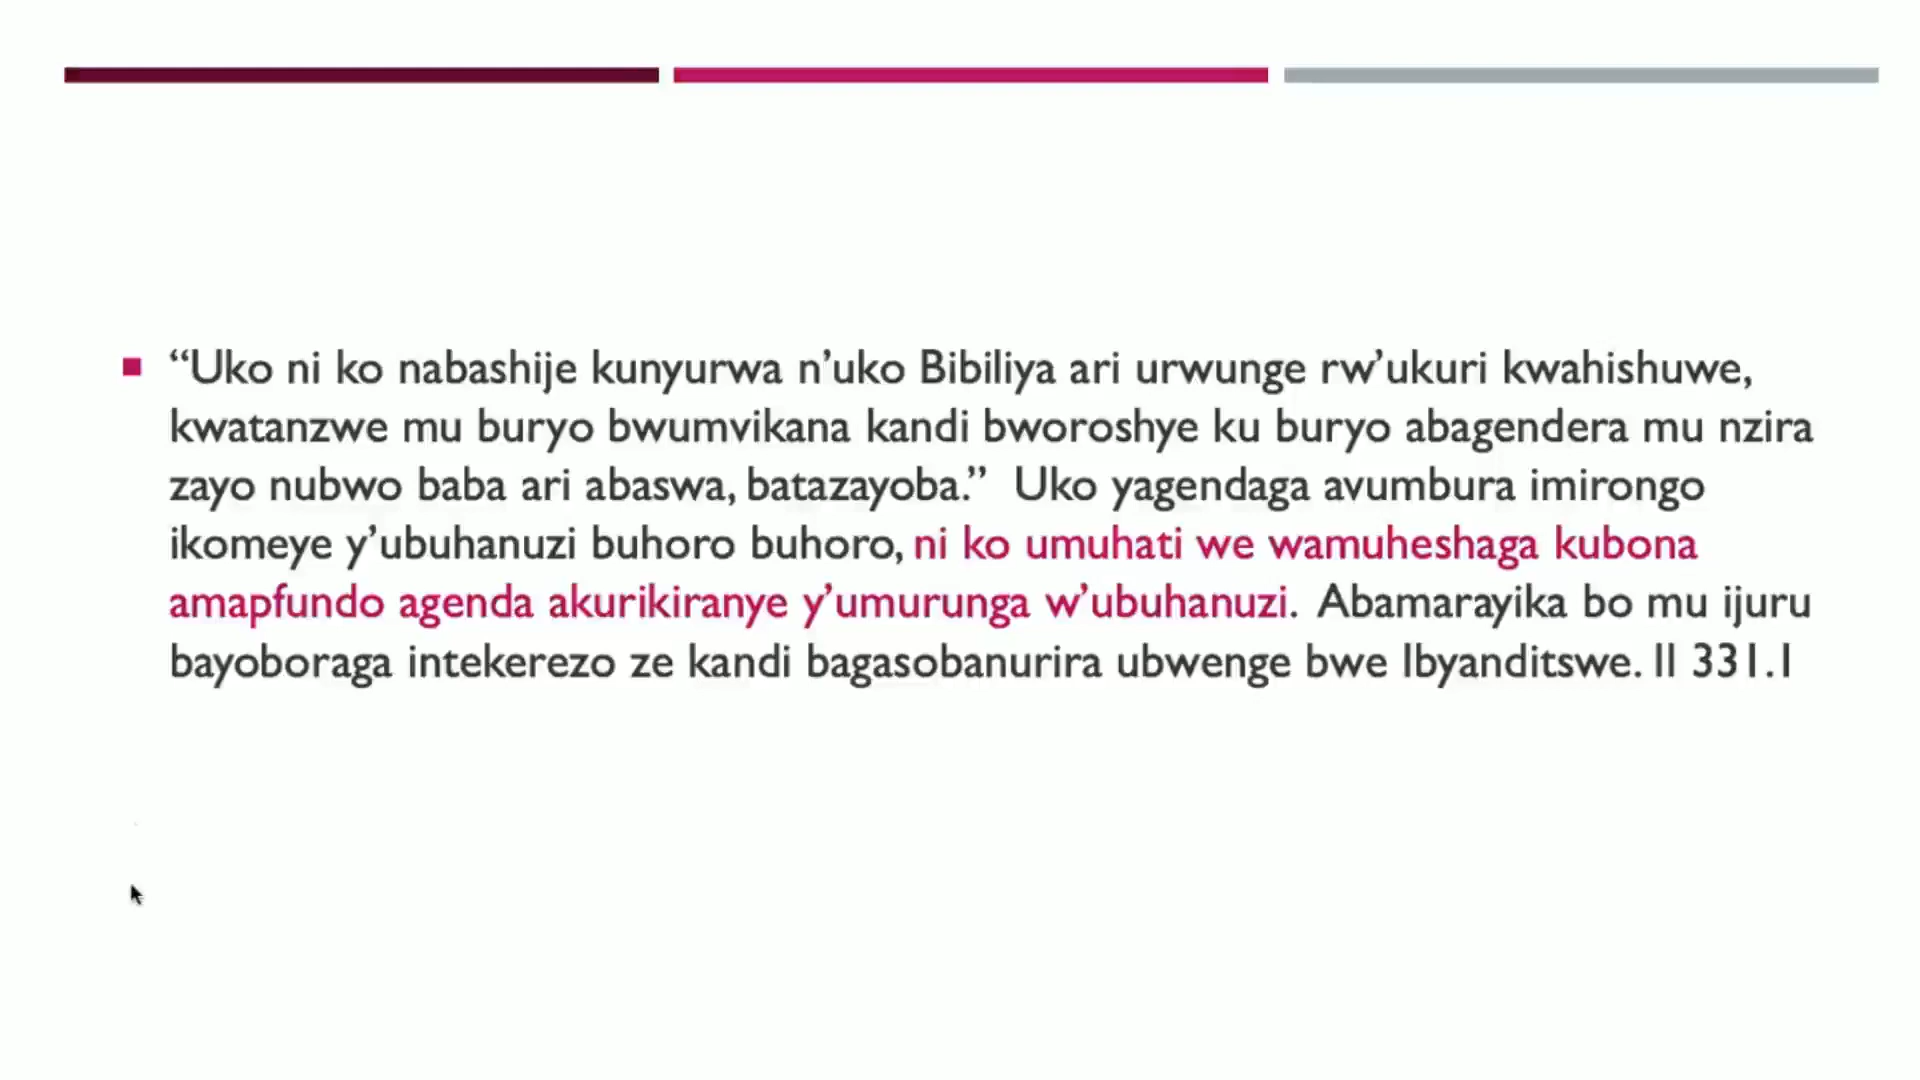 “Uko ni ko nabashije kunyurwa n’uko Bibiliya ari urwunge rw’ukuri kwahishuwe,
kwatanzwe mu buryo bwumvikana kandi bworoshye ku buryo abagendera mu nzira
zayo nubwo baba ari abaswa, batazayoba.” Uko yagendaga avumbura imirongo
ikomeye y’ubuhanuzi buhoro buhoro, ni ko umuhati we wamuheshaga kubona
amapfundo agenda akurikiranye y’umurunga w’ubuhanuzi. Abamarayika bo mu ijuru
bayoboraga intekerezo ze kandi bagasobanurira ubwenge bwe Ibyanditswe. II 331.1